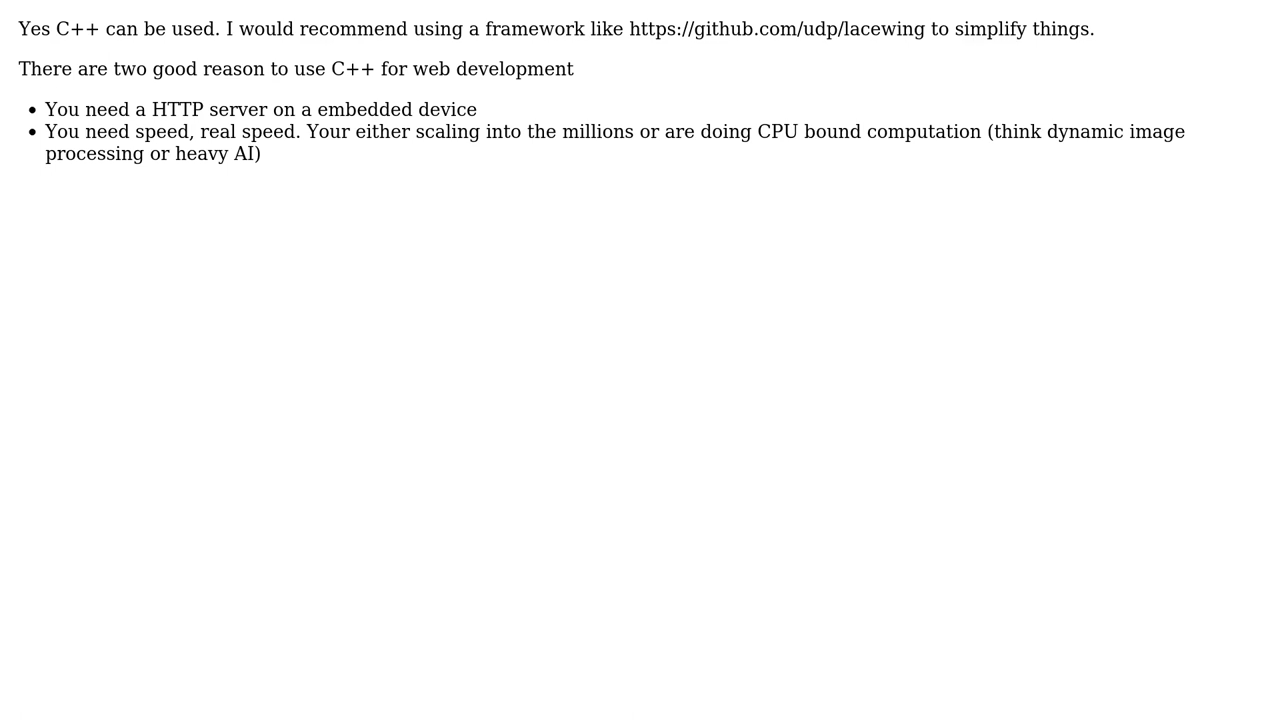 Yes C++ can be used. I would recommend using a framework like https://github.com/udp/lacewing to simplify things.
There are two good reason to use C++ for web development
• You need a HTTP server on a embedded device
• You need speed, real speed. Your either scaling into the millions or are doing CPU bound computation (think dynamic image
processing or heavy AI)